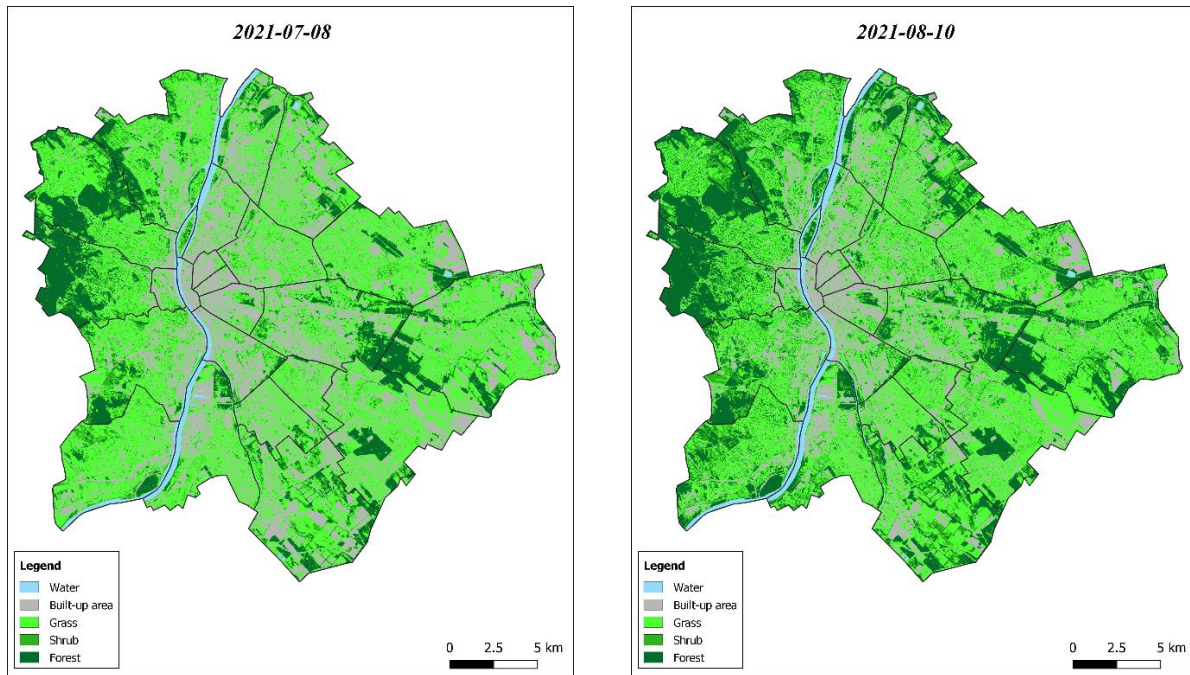 2021-07-08
Legend
Water
Built-up area
Grass
Shrub
Forest
0 2.5 5 km
2021-08-10
Legend
Water
Built-up area
Grass
Shrub
Forest
0 2.5 5 km